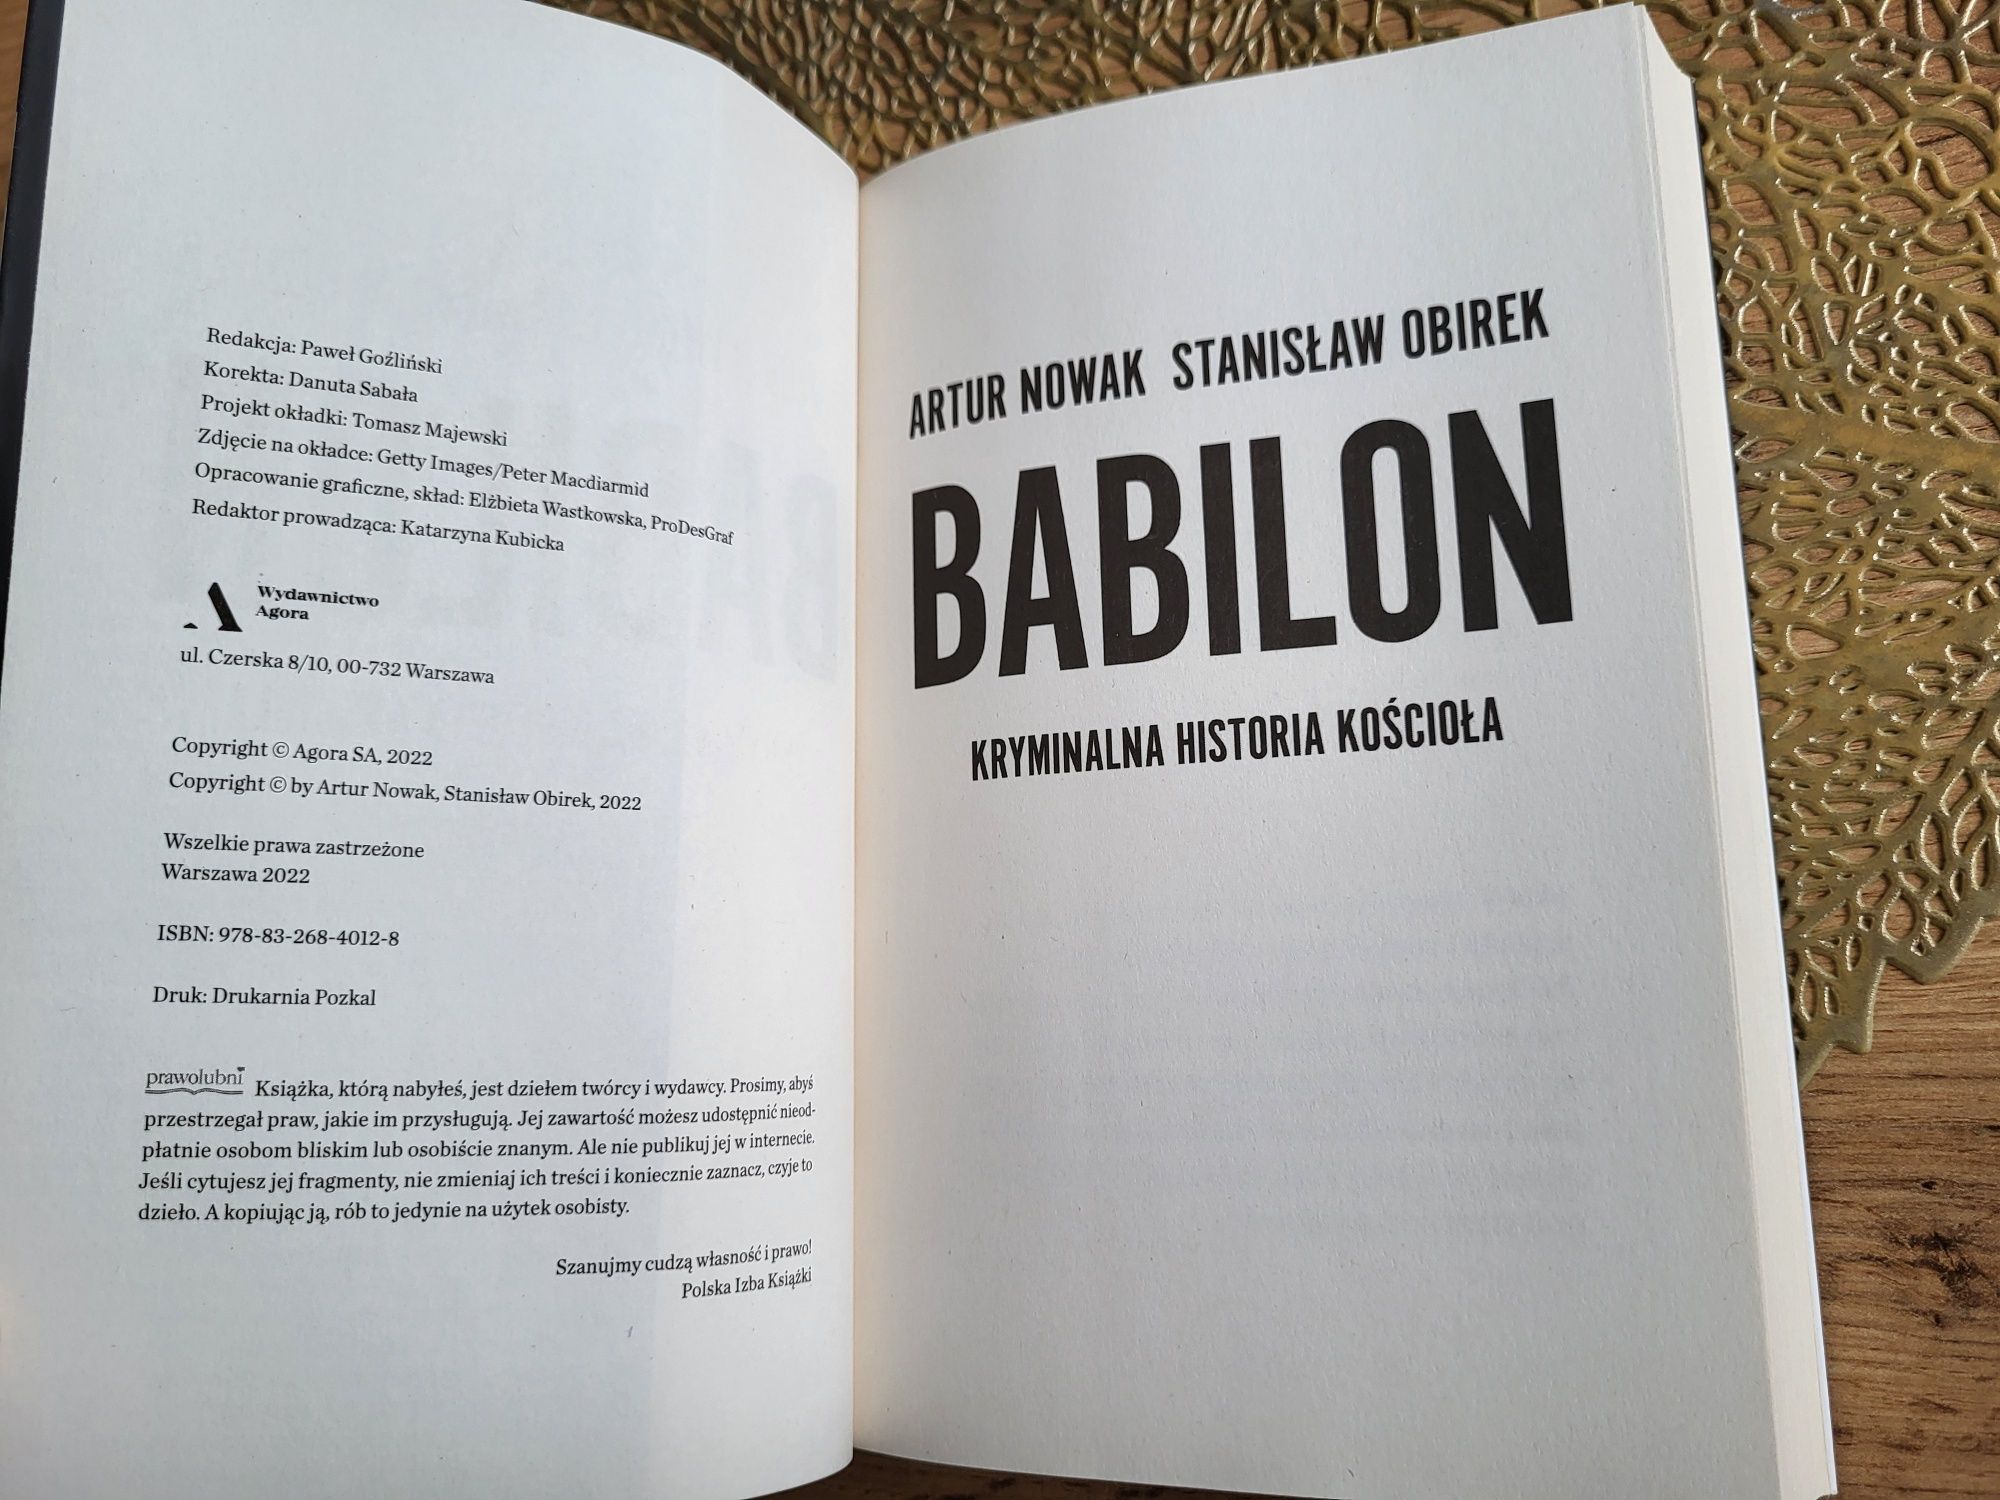 Redakcja: Paweł Goźliński
Korekta: Danuta Sabała
Projekt okładki: Tomasz Majewski
Zdjęcie na okładce: Getty Images/Peter Macdiarmid
Opracowanie graficzne, skład: Elżbieta Wastkowska, ProDesGraf
Redaktor prowadząca: Katarzyna Kubicka
Wydawnictwo
Agora
ul. Czerska 8/10, 00-732 Warszawa
Copyright © Agora SA, 2022
Copyright © by Artur Nowak, Stanisław Obirek, 2022
Wszelkie prawa zastrzeżone
Warszawa 2022
ISBN: 978-83-268-4012-8
Druk: Drukarnia Pozkal
prawolubni Książka, którą nabyłeś, jest dziełem twórcy i wydawcy. Prosimy, abyś
przestrzegał praw, jakie im przysługują. Jej zawartość możesz udostępnić nieod-
płatnie osobom bliskim lub osobiście znanym. Ale nie publikuj jej w internecie.
Jeśli cytujesz jej fragmenty, nie zmieniaj ich treści i koniecznie zaznacz, czyje to
dzieło. A kopiując ją, rób to jedynie na użytek osobisty.
Szanujmy cudzą własność i prawo!
Polska Izba Książki
ARTUR NOWAK STANISŁAW OBIREK
BABILON
KRYMINALNA HISTORIA KOŚCIOŁA